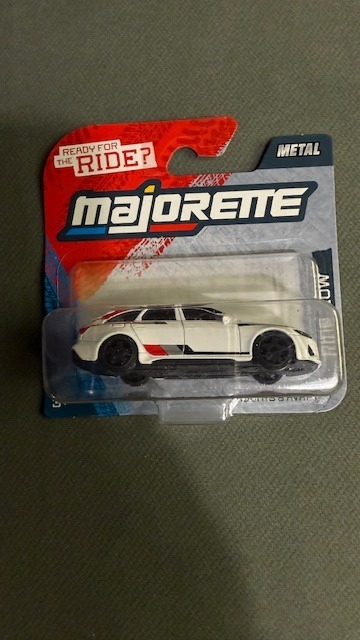 READY FOR
THE RIDE?
METAL
majorette